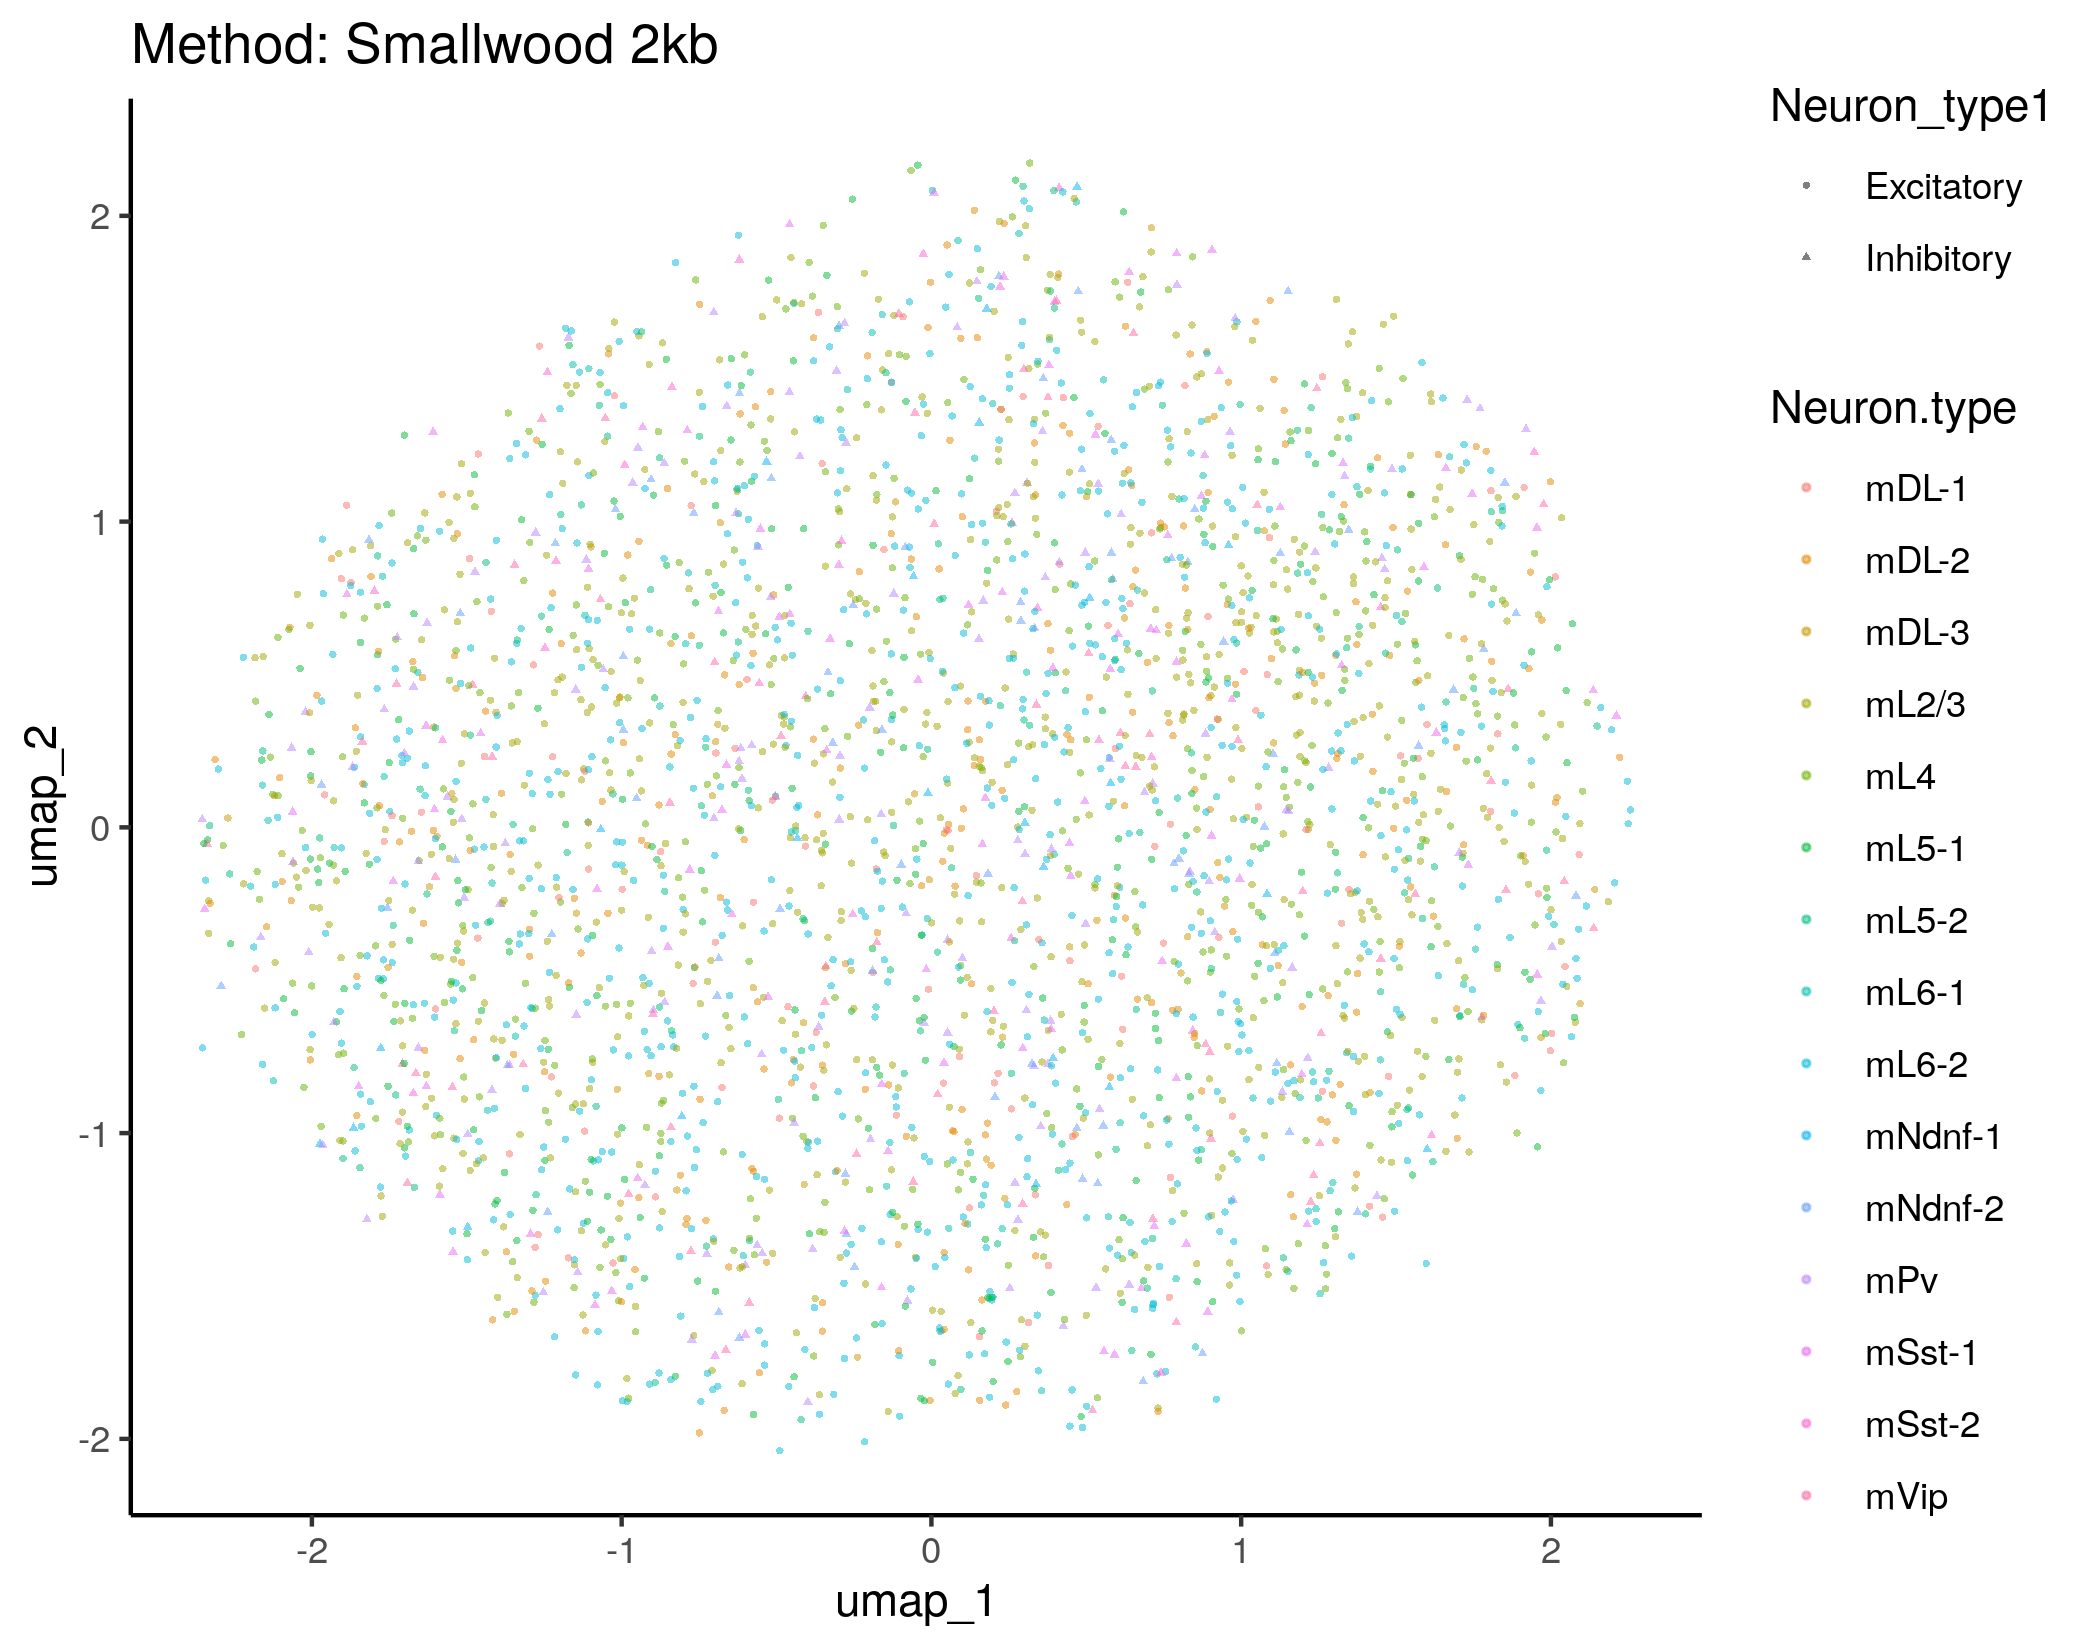 Method: Smallwood 2kb
umap_2
2
1
0
-1
-2
-2
-1
0
1
2
umap_1
Neuron_type1
Excitatory
Inhibitory
Neuron.type
mDL-1
mDL-2
mDL-3
mL2/3
mL4
mL5-1
mL5-2
mL6-1
mL6-2
mNdnf-1
mNdnf-2
mPv
mSst-1
mSst-2
mVip